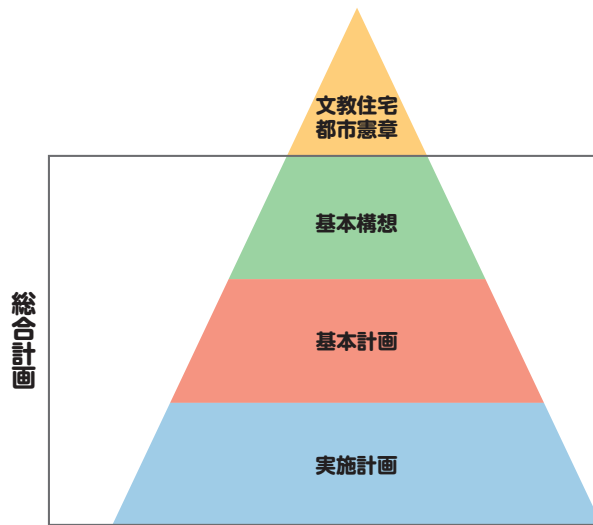 文教住宅
都市憲章
基本構想
総合計画
基本計画
実施計画